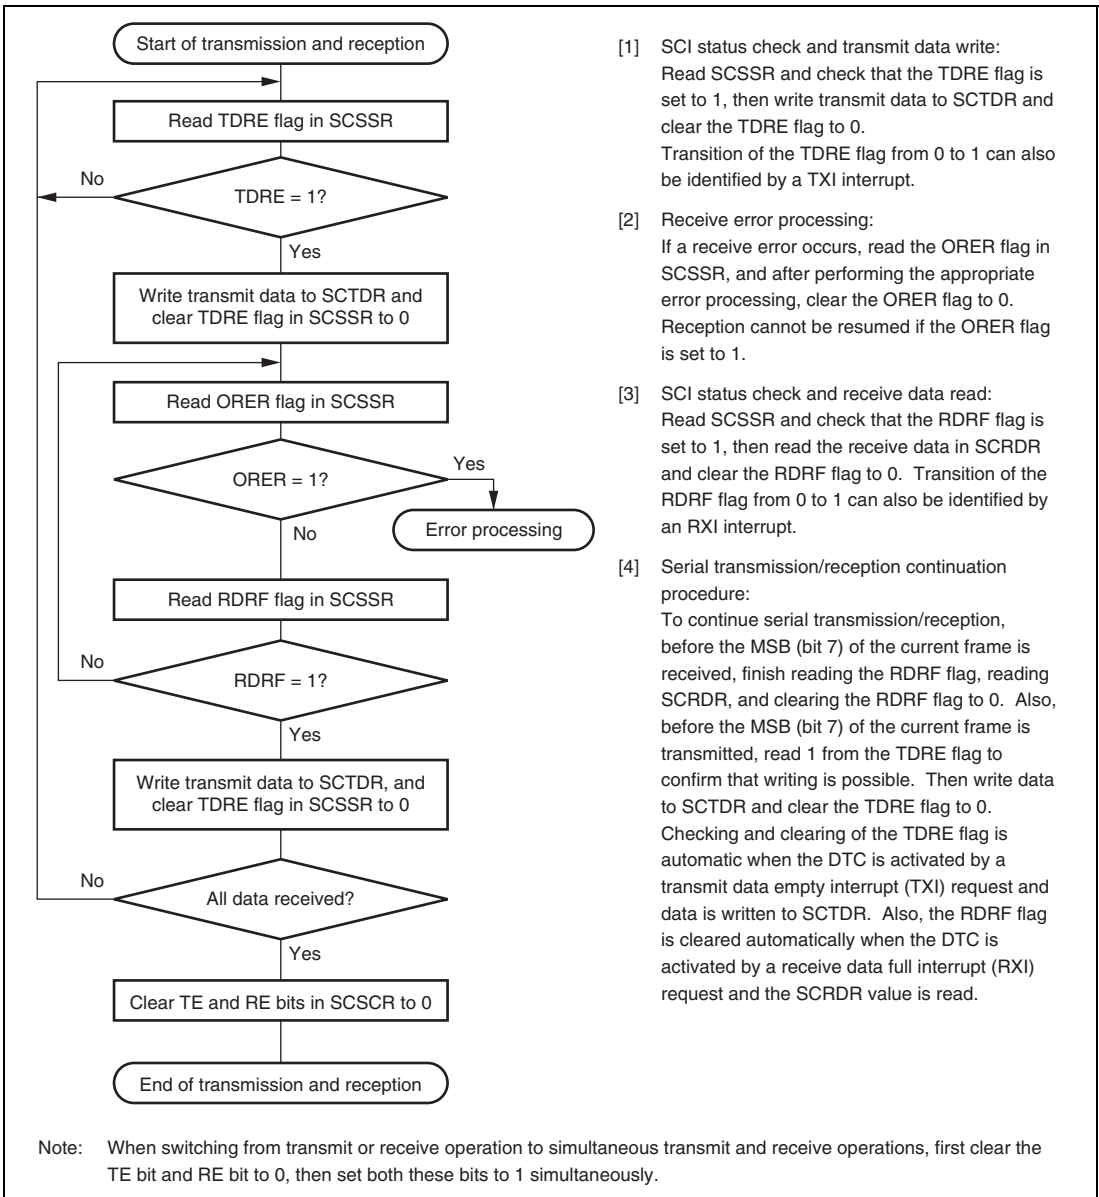 Start of transmission and reception
Read TDRE flag in SCSSR
No
TDRE = 1?
Yes
Write transmit data to SCTDR and
clear TDRE flag in SCSSR to 0
Read ORER flag in SCSSR
ORER = 1?
Yes
Error processing
No
Read RDRF flag in SCSSR
No
RDRF = 1?
Yes
Write transmit data to SCTDR, and
clear TDRE flag in SCSSR to 0
No
All data received?
Yes
Clear TE and RE bits in SCSCR to 0
End of transmission and reception
[1] SCI status check and transmit data write:
Read SCSSR and check that the TDRE flag is
set to 1, then write transmit data to SCTDR and
clear the TDRE flag to 0.
Transition of the TDRE flag from 0 to 1 can also
be identified by a TXI interrupt.
[2] Receive error processing:
If a receive error occurs, read the ORER flag in
SCSSR, and after performing the appropriate
error processing, clear the ORER flag to 0.
Reception cannot be resumed if the ORER flag
is set to 1.
[3] SCI status check and receive data read:
Read SCSSR and check that the RDRF flag is
set to 1, then read the receive data in SCRDR
and clear the RDRF flag to 0. Transition of the
RDRF flag from 0 to 1 can also be identified by
an RXI interrupt.
[4] Serial transmission/reception continuation
procedure:
To continue serial transmission/reception,
before the MSB (bit 7) of the current frame is
received, finish reading the RDRF flag, reading
SCRDR, and clearing the RDRF flag to 0. Also,
before the MSB (bit 7) of the current frame is
transmitted, read 1 from the TDRE flag to
confirm that writing is possible. Then write data
to SCTDR and clear the TDRE flag to 0.
Checking and clearing of the TDRE flag is
automatic when the DTC is activated by a
transmit data empty interrupt (TXI) request and
data is written to SCTDR. Also, the RDRF flag
is cleared automatically when the DTC is
activated by a receive data full interrupt (RXI)
request and the SCRDR value is read.
Note: When switching from transmit or receive operation to simultaneous transmit and receive operations, first clear the
TE bit and RE bit to 0, then set both these bits to 1 simultaneously.